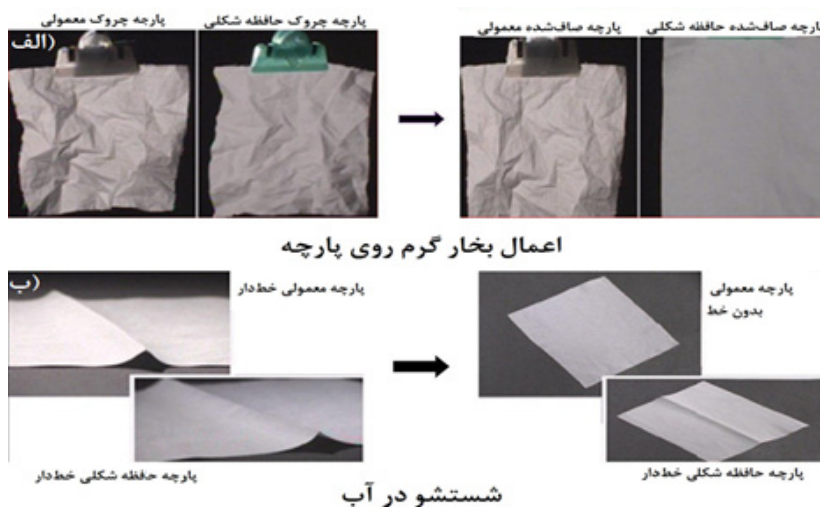 پارچه صاف‌شده حافظه شکلی
پارچه صاف‌شده معمولی
پارچه چروک حافظه شکلی
پارچه چروک معمولی
الف)
اعمال بخار گرم روی پارچه
ب)
پارچه معمولی خط‌دار
پارچه معمولی
بدون خط
پارچه حافظه شکلی خط‌دار
پارچه حفظه شکلی خط‌دار
شستشو در آب